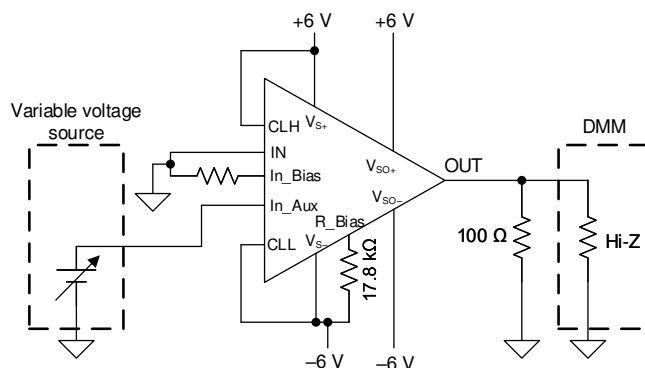 +6 V
+6 V
Variable voltage
source
DMM
CLH
V_S+
IN
In_Bias
V_SO+
OUT
In_Aux
V_SO–
R_Bias
CLL
V_S–
100 Ω
Hi-Z
17.8 kΩ
–6 V
–6 V